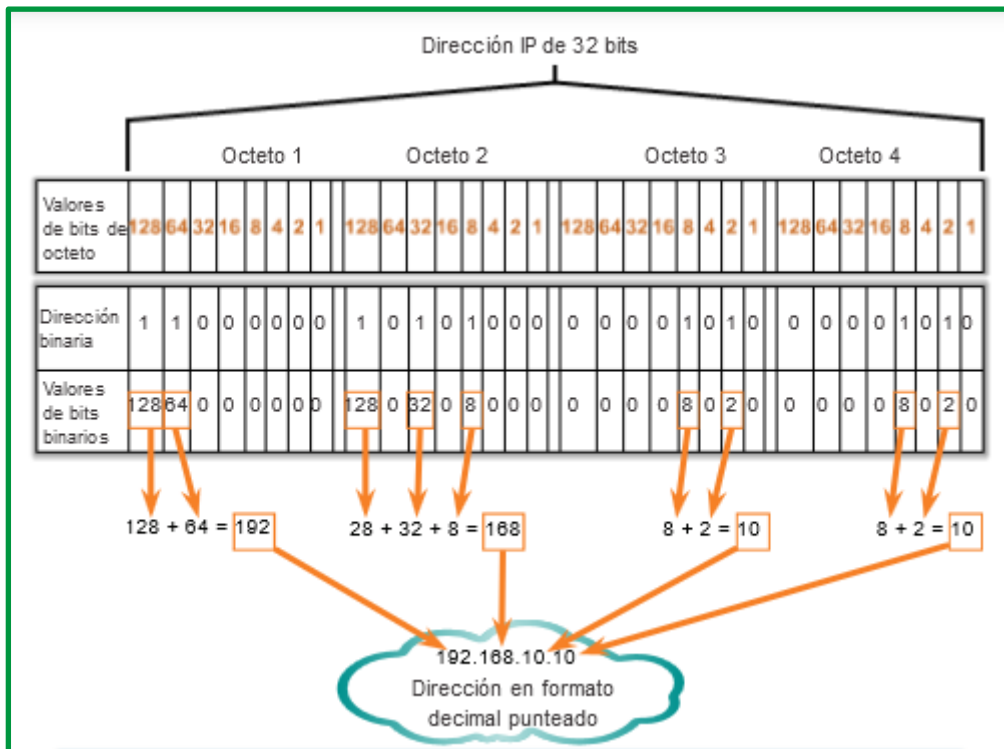 Dirección IP de 32 bits
Octeto 1 Octeto 2 Octeto 3 Octeto 4
Valores
de bits de
octeto
128 64 32 16 8 4 2 1 128 64 32 16 8 4 2 1 128 64 32 16 8 4 2 1 128 64 32 16 8 4 2 1
Dirección
binaria
1 1 0 0 0 0 0 0 1 0 1 0 1 0 0 0 0 0 0 0 1 0 1 0 0 0 0 0 1 0 1 0
Valores
de bits
binarios
128 64 0 0 0 0 0 0 128 0 32 0 8 0 0 0 0 0 0 0 8 0 2 0 0 0 0 0 8 0 2 0
128 + 64 = 192 28 + 32 + 8 = 168 8 + 2 = 10 8 + 2 = 10
192.168.10.10
Dirección en formato
decimal punteado